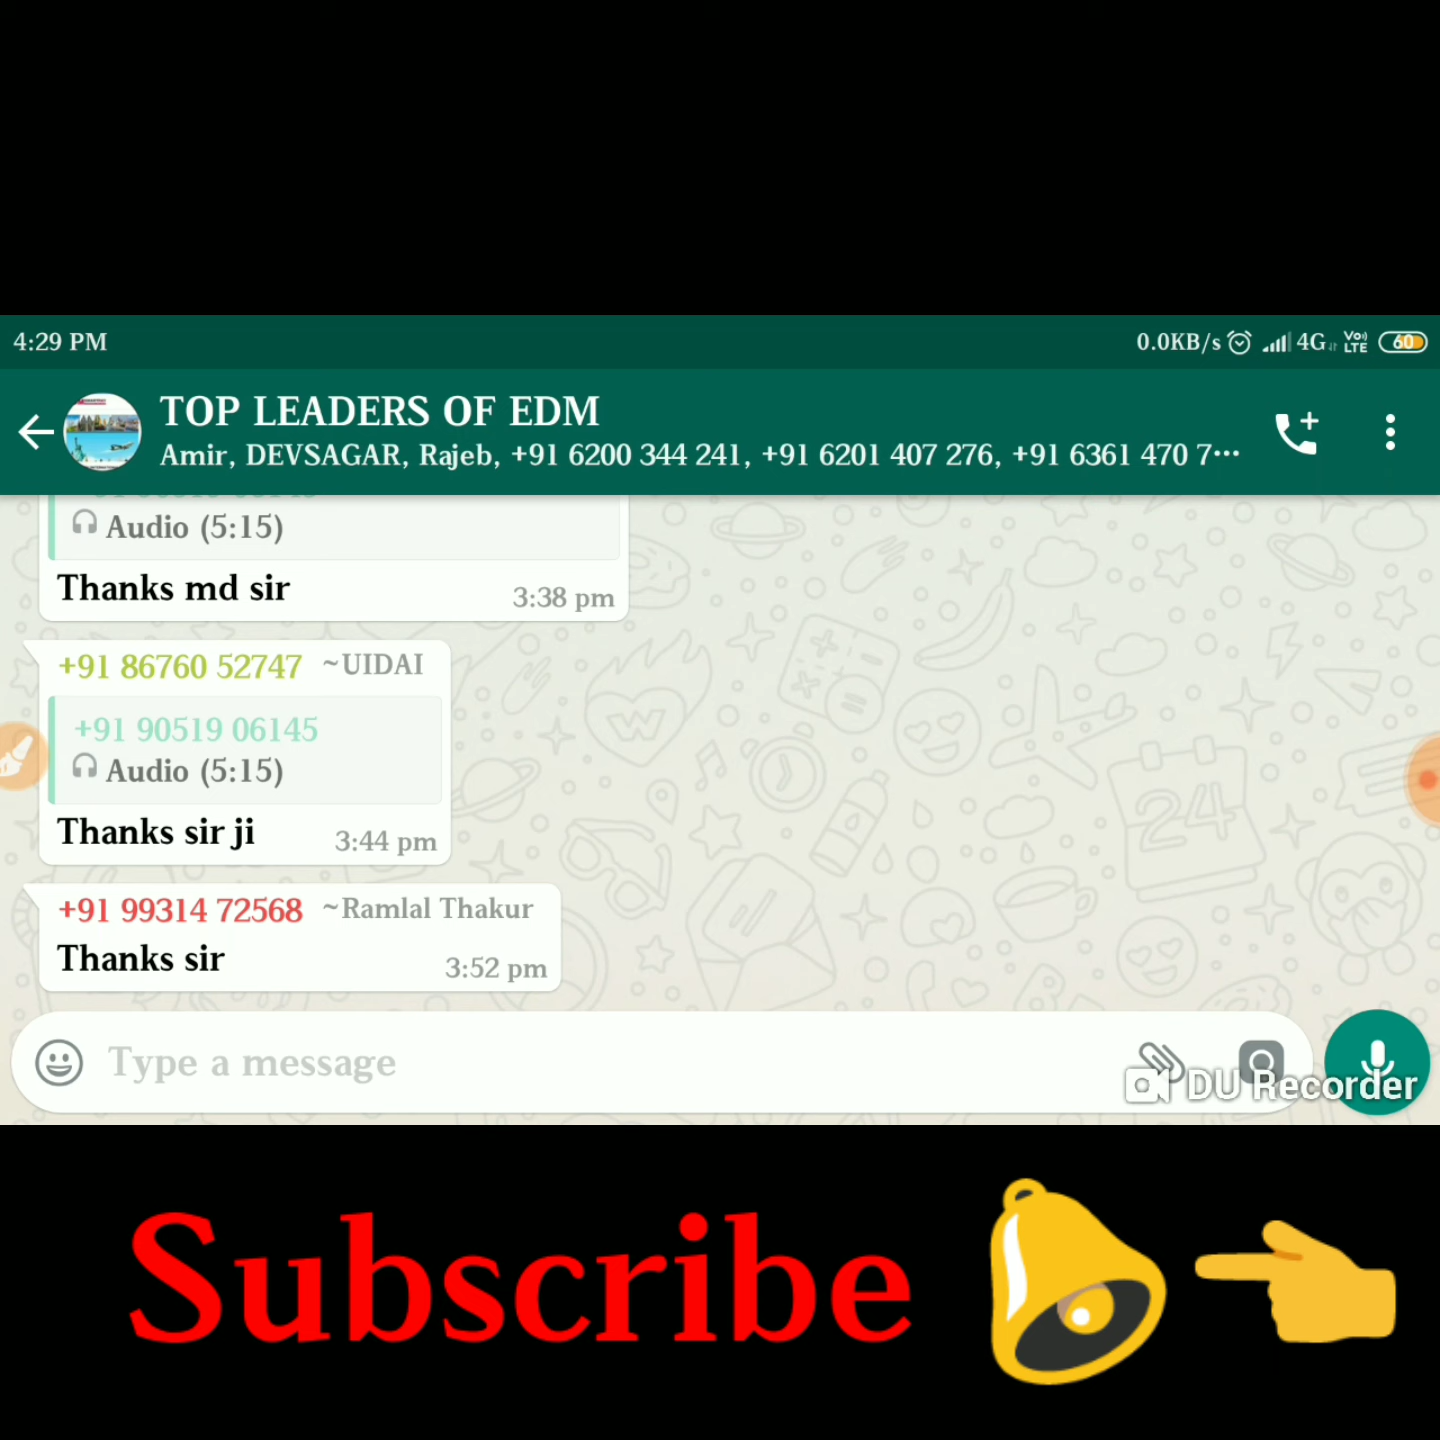 4:29 PM
0.0KB/s 4G Vo LTE 60
TOP LEADERS OF EDM
Amir, DEVSAGAR, Rajeb, +91 6200 344 241, +91 6201 407 276, +91 6361 470 7...
Audio (5:15)
Thanks md sir 3:38 pm
+91 86760 52747 ~UIDAI
+91 90519 06145
Audio (5:15)
Thanks sir ji 3:44 pm
+91 99314 72568 ~Ramlal Thakur
Thanks sir 3:52 pm
Type a message
DU Recorder
Subscribe